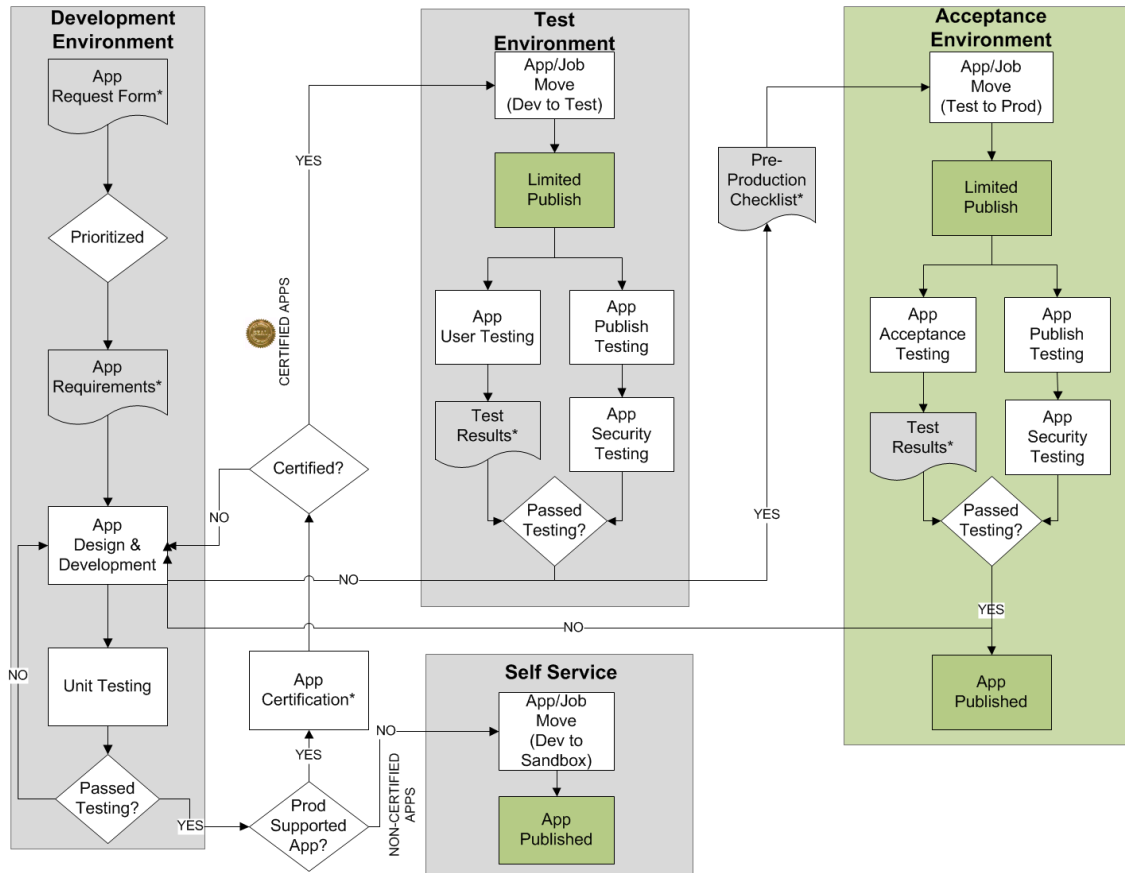 Development
Environment
App
Request Form*
Prioritized
App
Requirements*
App
Design &
Development
Unit Testing
Passed
Testing?
NO
YES
Prod
Supported
App?
YES
NO
NON-CERTIFIED
APPS
App
Certification*
Certified?
NO
YES
CERTIFIED APPS
Test
Environment
App/Job
Move
(Dev to Test)
Limited
Publish
App
User Testing
App
Publish
Testing
Test
Results*
App
Security
Testing
Passed
Testing?
NO
YES
Pre-
Production
Checklist*
Self Service
App/Job
Move
(Dev to
Sandbox)
App
Published
Acceptance
Environment
App/Job
Move
(Test to Prod)
Limited
Publish
App
Acceptance
Testing
App
Publish
Testing
Test
Results*
App
Security
Testing
Passed
Testing?
YES
NO
App
Published